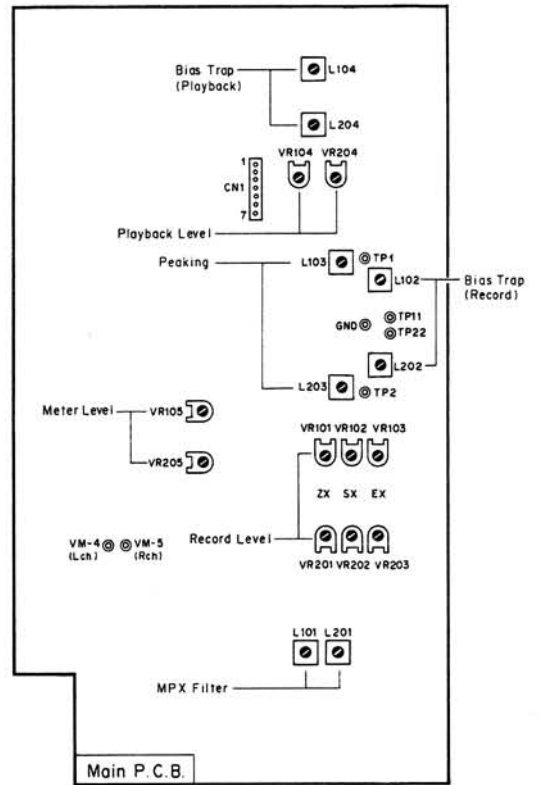 Bias Trap
(Playback)
L104
L204
VR104 VR204
1
CN1
7
Playback Level
Peaking
L103
TP1
L102
Bias Trap
(Record)
GND
TP11
TP22
L202
L203
TP2
Meter Level
VR105
VR205
VR101 VR102 VR103
ZX SX EX
VM-4
(Lch)
VM-5
(Rch)
Record Level
VR201 VR202 VR203
L101 L201
MPX Filter
Main P.C.B.